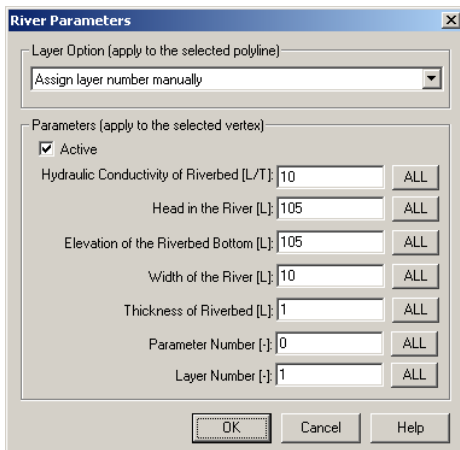 River Parameters
Layer Option (apply to the selected polyline)
Assign layer number manually
Parameters (apply to the selected vertex)
Active
Hydraulic Conductivity of Riverbed [L/T]: 10 ALL
Head in the River [L]: 105 ALL
Elevation of the Riverbed Bottom [L]: 105 ALL
Width of the River [L]: 10 ALL
Thickness of Riverbed [L]: 1 ALL
Parameter Number [-]: 0 ALL
Layer Number [-]: 1 ALL
OK Cancel Help